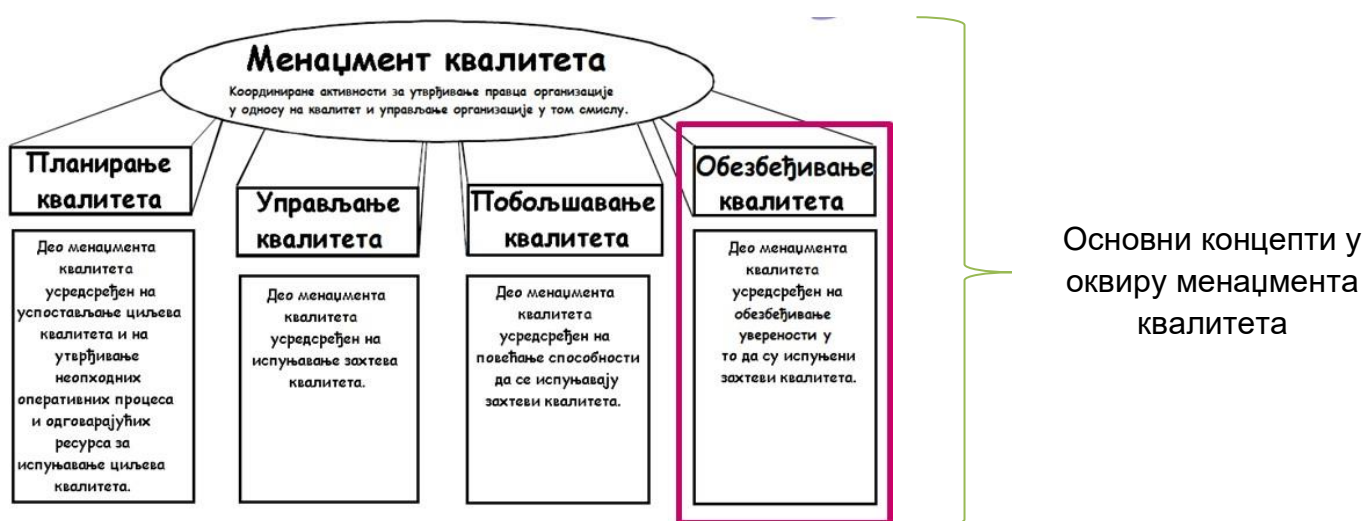 Менаџмент квалитета
Координиране активности за утврђивање правца организације
у односу на квалитет и управљање организације у том смислу.
Планирање
квалитета
Део менаџмента
квалитета
усредсређен на
успостављање циљева
квалитета и на
утврђивање
неопходних
оперативних процеса
и одговарајућих
ресурса за
испуњавање циљева
квалитета.
Управљање
квалитета
Део менаџмента
квалитета
усредсређен на
испуњавање захтева
квалитета.
Побољшавање
квалитета
Део менаџмента
квалитета
усредсређен на
повећање способности
да се испуњавају
захтеви квалитета.
Обезбеђивање
квалитета
Део менаџмента
квалитета
усредсређен на
обезбеђивање
уверености у
то да су испуњени
захтеви квалитета.
Основни концепти у
оквиру менаџмента
квалитета